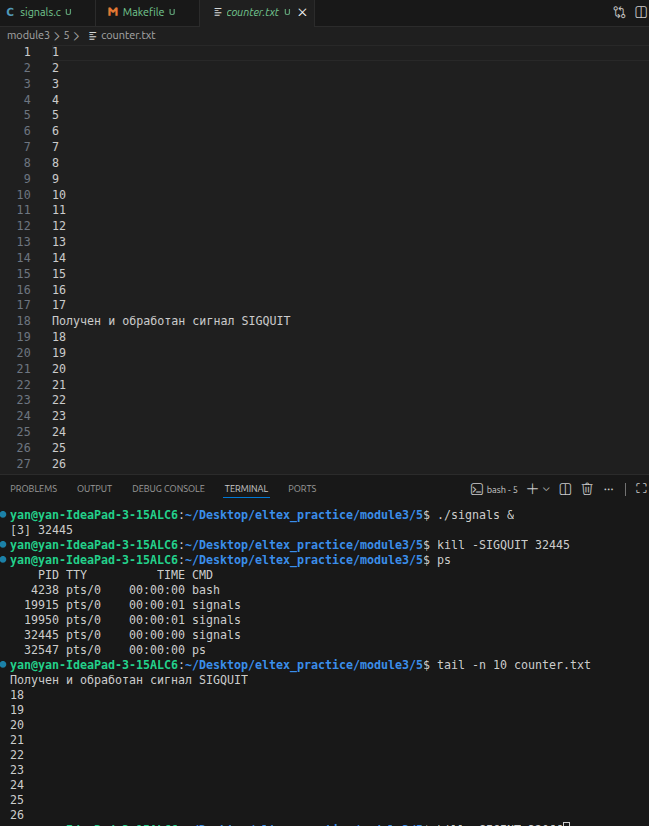 signals.c U
Makefile U
counter.txt U
module3 > 5 > counter.txt
1 1
2 2
3 3
4 4
5 5
6 6
7 7
8 8
9 9
10 10
11 11
12 12
13 13
14 14
15 15
16 16
17 17
18 Получен и обработан сигнал SIGQUIT
19 18
20 19
21 20
22 21
23 22
24 23
25 24
26 25
27 26
PROBLEMS OUTPUT DEBUG CONSOLE TERMINAL PORTS bash - 5
yan@yan-IdeaPad-3-15ALC6:~/Desktop/eltex_practice/module3/5$ ./signals &
[3] 32445
yan@yan-IdeaPad-3-15ALC6:~/Desktop/eltex_practice/module3/5$ kill -SIGQUIT 32445
yan@yan-IdeaPad-3-15ALC6:~/Desktop/eltex_practice/module3/5$ ps
PID TTY TIME CMD
4238 pts/0 00:00:00 bash
19915 pts/0 00:00:01 signals
19950 pts/0 00:00:01 signals
32445 pts/0 00:00:00 signals
32547 pts/0 00:00:00 ps
yan@yan-IdeaPad-3-15ALC6:~/Desktop/eltex_practice/module3/5$ tail -n 10 counter.txt
Получен и обработан сигнал SIGQUIT
18
19
20
21
22
23
24
25
26